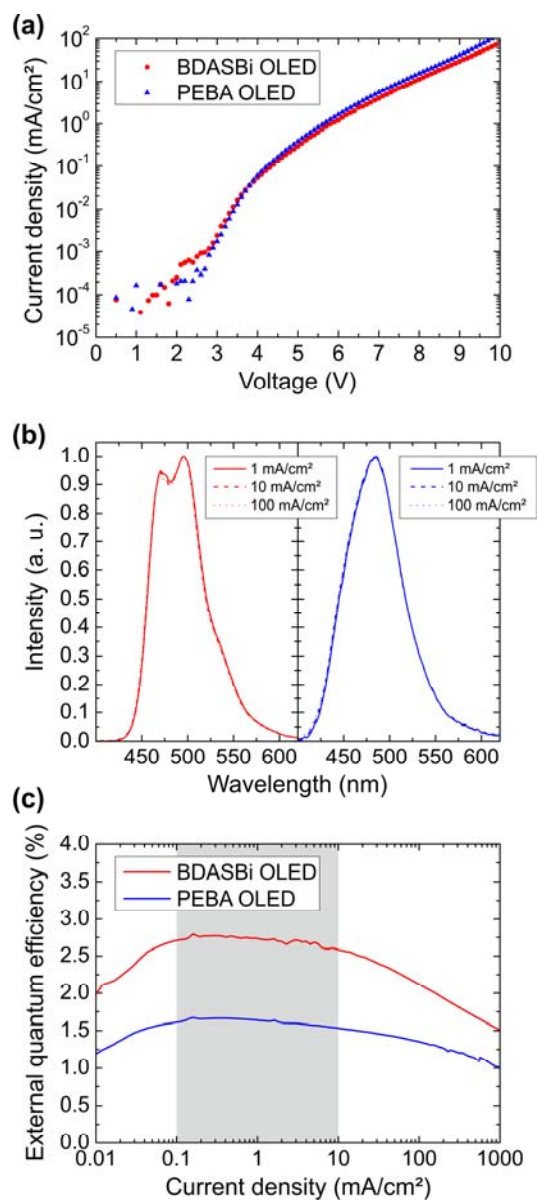 (a)
Current density (mA/cm²)
10²
10¹
10⁰
10⁻¹
10⁻²
10⁻³
10⁻⁴
10⁻⁵
BDASBi OLED
PEBA OLED
0 1 2 3 4 5 6 7 8 9 10
Voltage (V)
(b)
Intensity (a. u.)
1.0
0.9
0.8
0.7
0.6
0.5
0.4
0.3
0.2
0.1
0.0
1 mA/cm²
10 mA/cm²
100 mA/cm²
1 mA/cm²
10 mA/cm²
100 mA/cm²
450 500 550 600 450 500 550 600
Wavelength (nm)
(c)
External quantum efficiency (%)
4.0
3.5
3.0
2.5
2.0
1.5
1.0
0.5
0.0
BDASBi OLED
PEBA OLED
0.01 0.1 1 10 100 1000
Current density (mA/cm²)